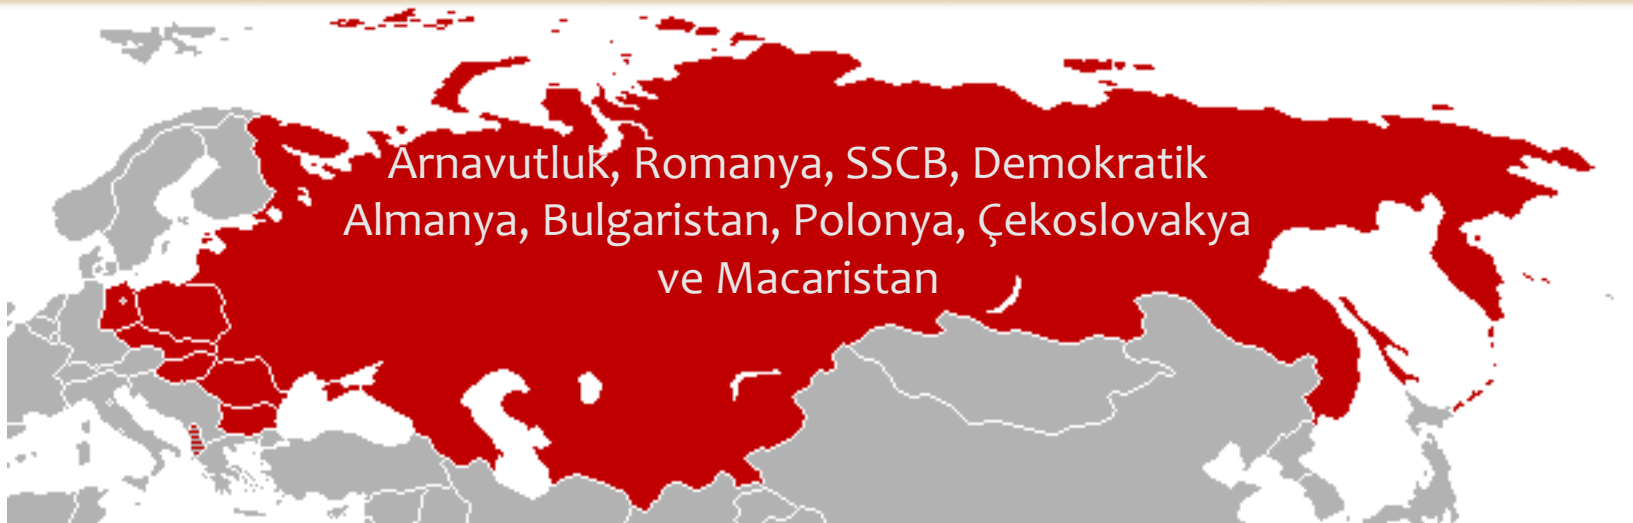 Arnavutluk, Romanya, SSCB, Demokratik
Almanya, Bulgaristan, Polonya, Çekoslovakya
ve Macaristan